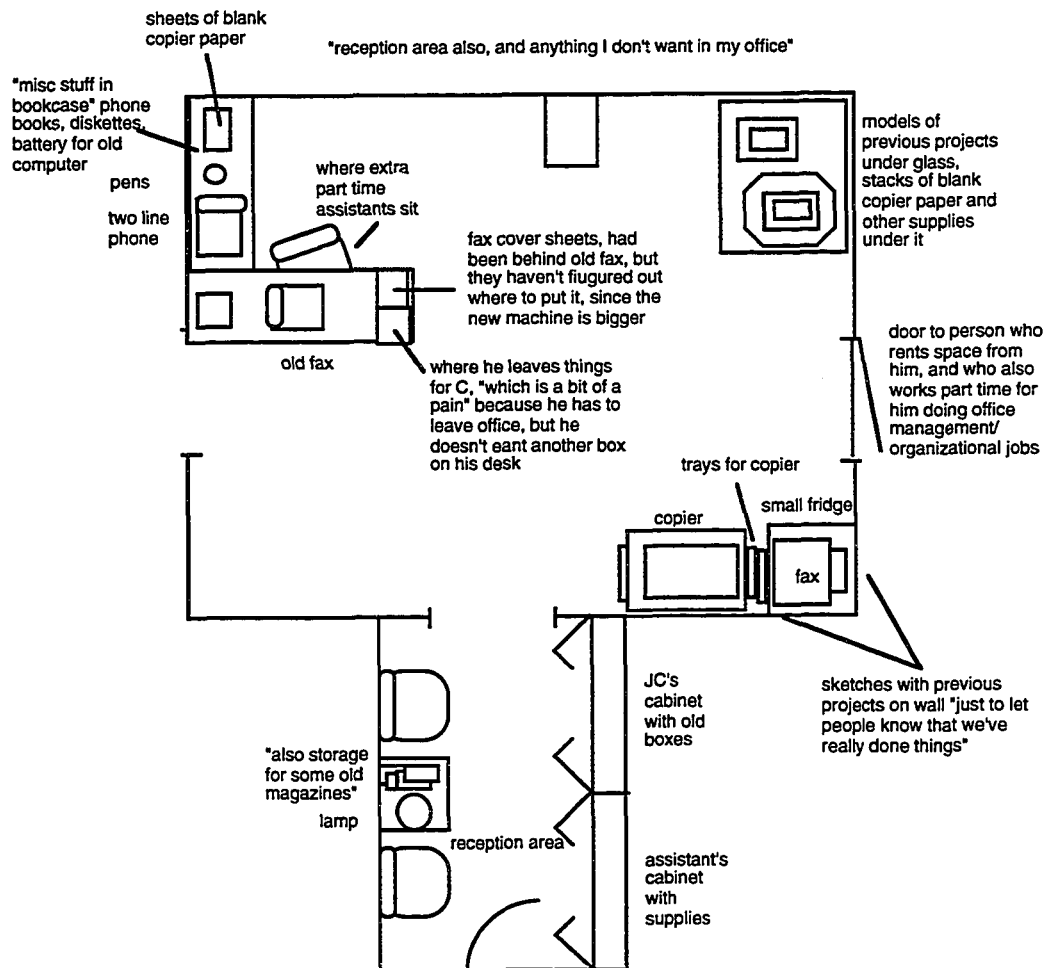 sheets of blank
copier paper
"reception area also, and anything I don't want in my office"
"misc stuff in
bookcase" phone
books, diskettes,
battery for old
computer
pens
two line
phone
where extra
part time
assistants sit
models of
previous projects
under glass,
stacks of blank
copier paper and
other supplies
under it
fax cover sheets, had
been behind old fax, but
they haven't fiugured out
where to put it, since the
new machine is bigger
old fax
where he leaves things
for C, "which is a bit of a
pain" because he has to
leave office, but he
doesn't eant another box
on his desk
door to person who
rents space from
him, and who also
works part time for
him doing office
management/
organizational jobs
trays for copier
small fridge
copier
fax
JC's
cabinet
with old
boxes
sketches with previous
projects on wall "just to let
people know that we've
really done things"
"also storage
for some old
magazines"
lamp
reception area
assistant's
cabinet
with
supplies